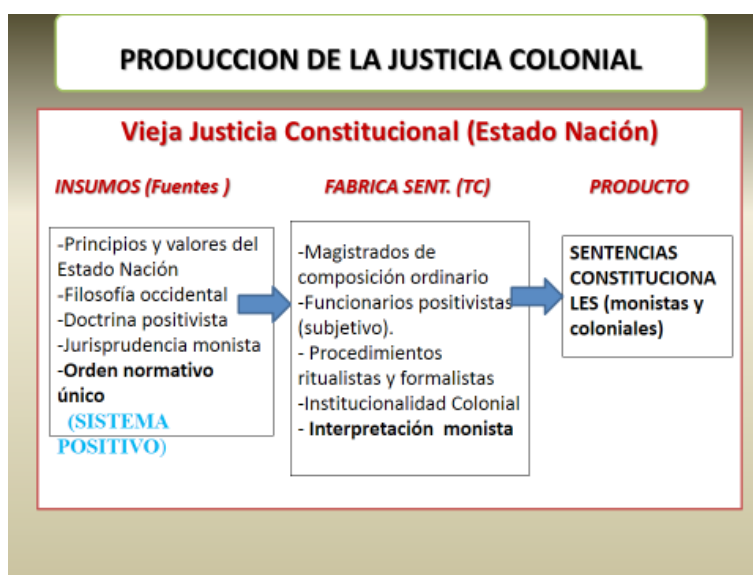 PRODUCCION DE LA JUSTICIA COLONIAL
Vieja Justicia Constitucional (Estado Nación)
INSUMOS (Fuentes )
-Principios y valores del
Estado Nación
-Filosofía occidental
-Doctrina positivista
-Jurisprudencia monista
-Orden normativo
único
(SISTEMA
POSITIVO)
FABRICA SENT. (TC)
-Magistrados de
composición ordinario
-Funcionarios positivistas
(subjetivo).
- Procedimientos
ritualistas y formalistas
-Institucionalidad Colonial
- Interpretación monista
PRODUCTO
SENTENCIAS
CONSTITUCIONA
LES (monistas y
coloniales)